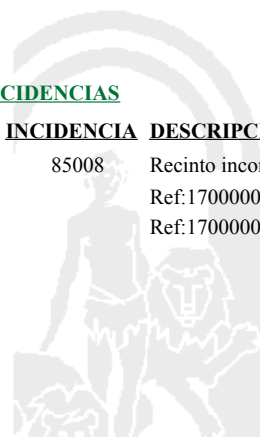 CIDENCIAS
INCIDENCIA DESCRIPC
85008 Recinto incor
Ref:1700000
Ref:1700000